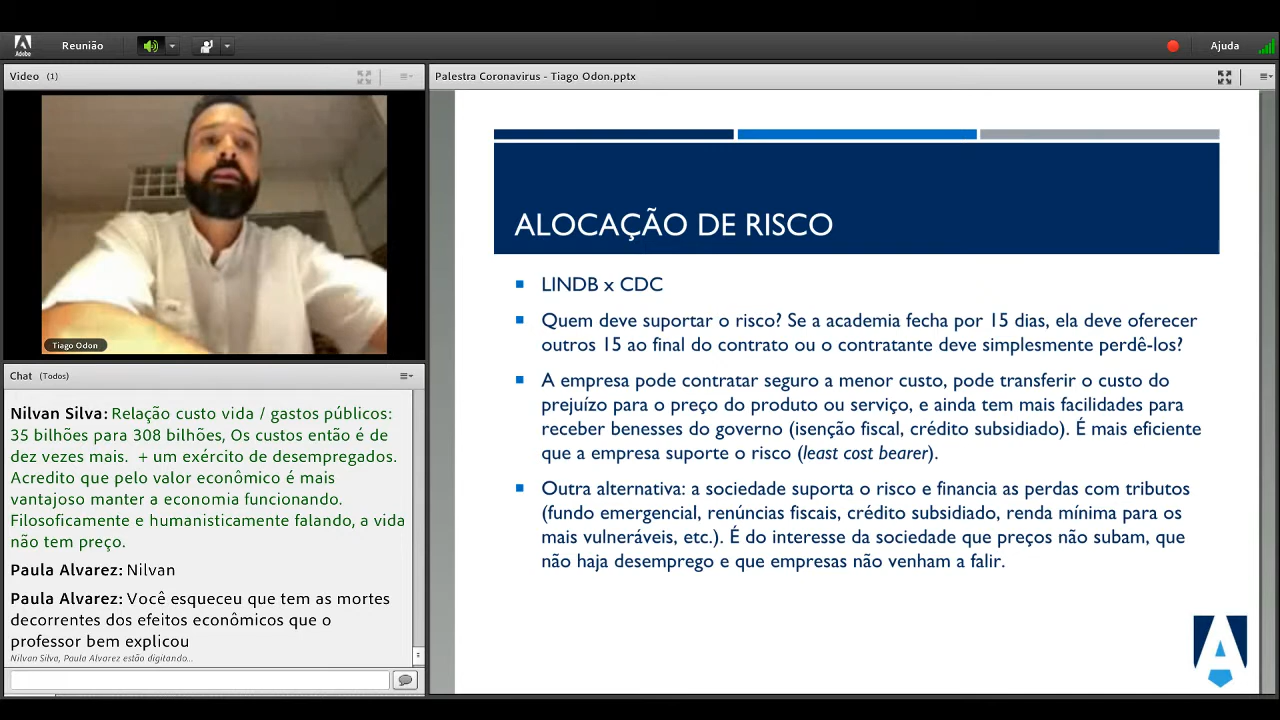 Adobe
Reunião
Ajuda
Video (1)
Tiago Odon
Chat (Todos)
Nilvan Silva: Relação custo vida / gastos públicos:
35 bilhões para 308 bilhões, Os custos então é de
dez vezes mais. + um exército de desempregados.
Acredito que pelo valor econômico é mais
vantajoso manter a economia funcionando.
Filosoficamente e humanisticamente falando, a vida
não tem preço.
Paula Alvarez: Nilvan
Paula Alvarez: Você esqueceu que tem as mortes
decorrentes dos efeitos econômicos que o
professor bem explicou
Nilvan Silva, Paula Alvarez estão digitando...
Palestra Coronavirus - Tiago Odon.pptx
ALOCAÇÃO DE RISCO
LINDB x CDC
Quem deve suportar o risco? Se a academia fecha por 15 dias, ela deve oferecer
outros 15 ao final do contrato ou o contratante deve simplesmente perdê-los?
A empresa pode contratar seguro a menor custo, pode transferir o custo do
prejuízo para o preço do produto ou serviço, e ainda tem mais facilidades para
receber benesses do governo (isenção fiscal, crédito subsidiado). É mais eficiente
que a empresa suporte o risco (least cost bearer).
Outra alternativa: a sociedade suporta o risco e financia as perdas com tributos
(fundo emergencial, renúncias fiscais, crédito subsidiado, renda mínima para os
mais vulneráveis, etc.). É do interesse da sociedade que preços não subam, que
não haja desemprego e que empresas não venham a falir.